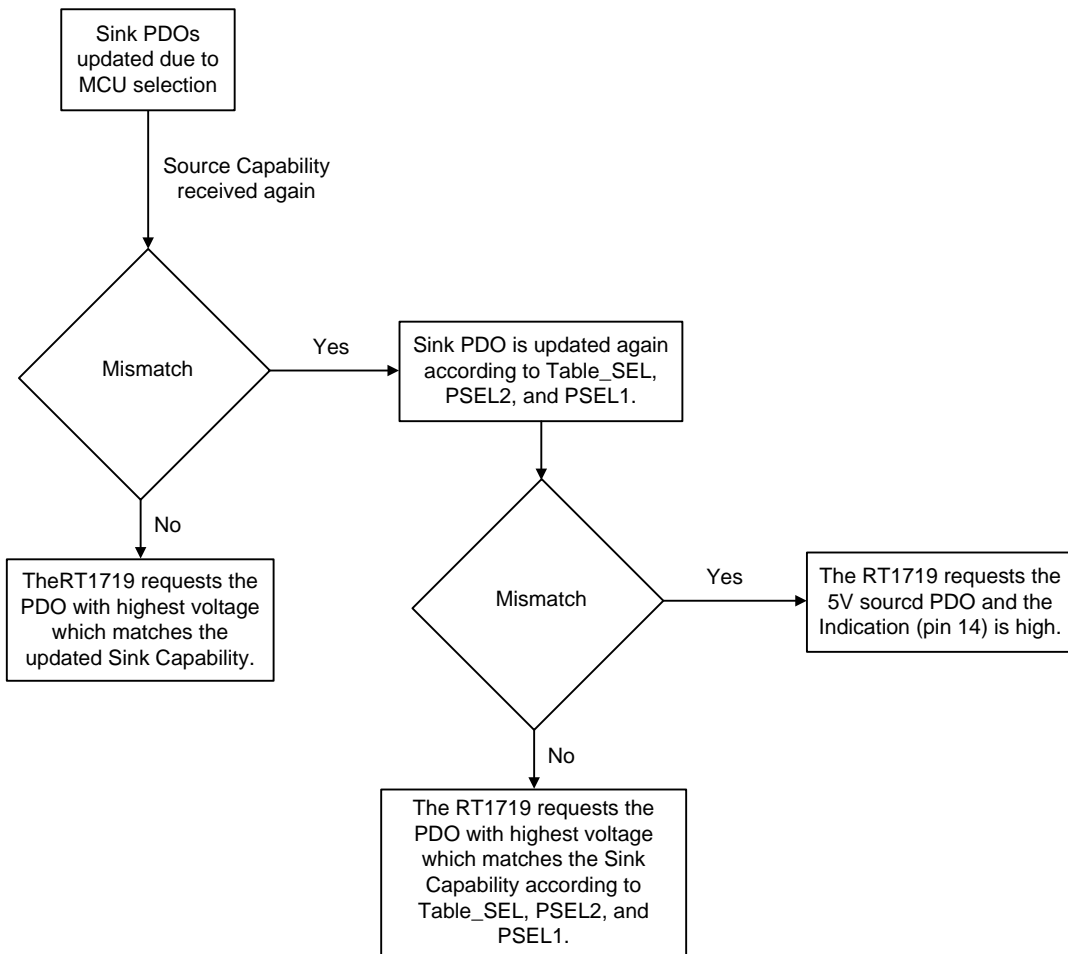 Sink PDOs
updated due to
MCU selection
Source Capability
received again
Mismatch
Yes
Sink PDO is updated again
according to Table_SEL,
PSEL2, and PSEL1.
No
TheRT1719 requests the
PDO with highest voltage
which matches the
updated Sink Capability.
Mismatch
Yes
The RT1719 requests the
5V sourcd PDO and the
Indication (pin 14) is high.
No
The RT1719 requests the
PDO with highest voltage
which matches the Sink
Capability according to
Table_SEL, PSEL2, and
PSEL1.